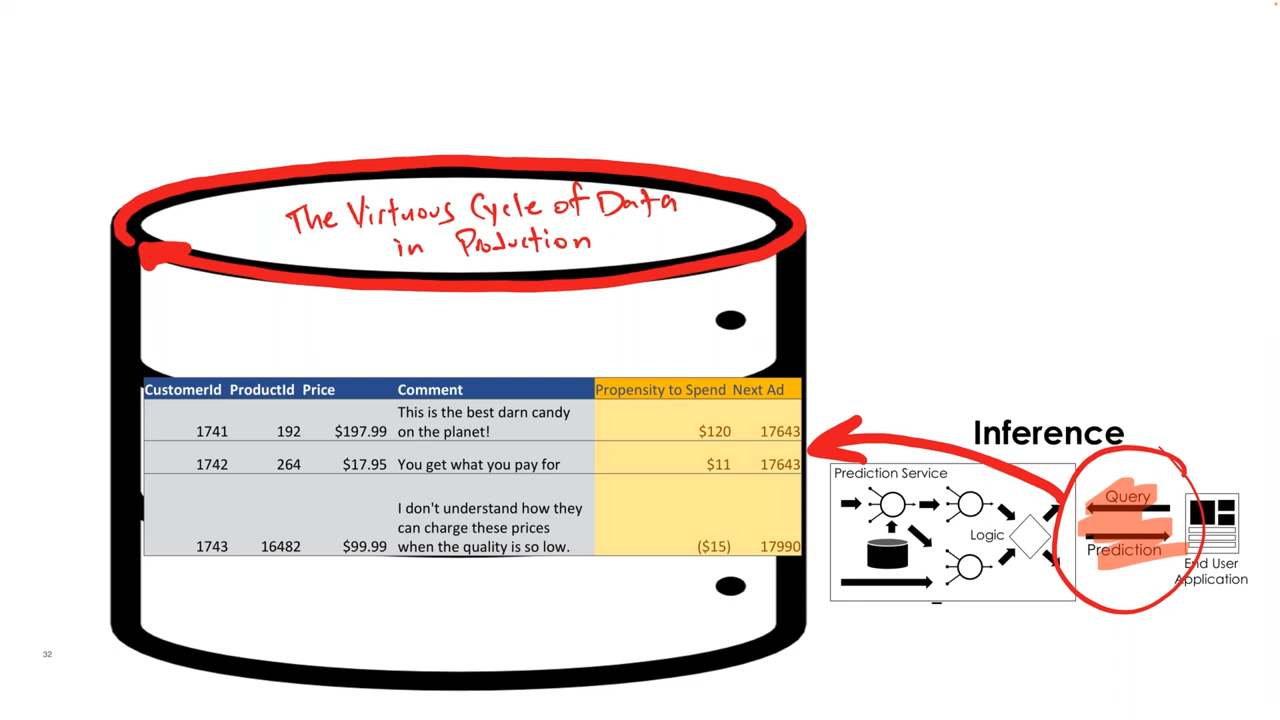 The Virtuous Cycle of Data
in Production
CustomerId ProductId Price Comment Propensity to Spend Next Ad
This is the best darn candy
1741 192 $197.99 on the planet! $120 17643
1742 264 $17.95 You get what you pay for $11 17643
I don't understand how they
can charge these prices
1743 16482 $99.99 when the quality is so low. ($15) 17990
Inference
Prediction Service
Query
Logic
Prediction
End User
Application
32